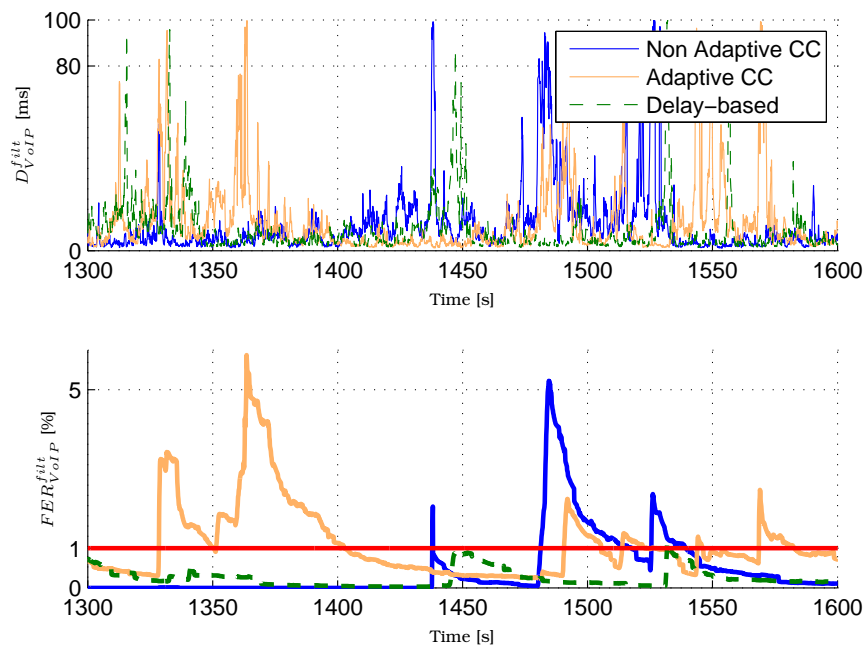 100
80
0
D^{filt}_{VoIP} [ms]
Non Adaptive CC
Adaptive CC
Delay-based
1300 1350 1400 1450 1500 1550 1600
Time [s]
5
1
0
FER^{filt}_{VoIP} [%]
1300 1350 1400 1450 1500 1550 1600
Time [s]